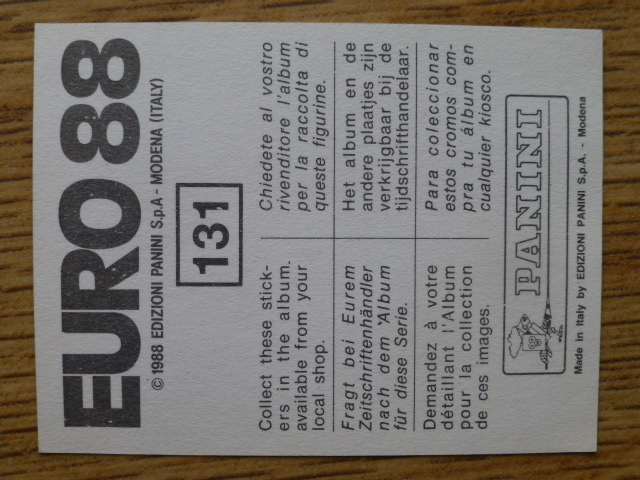 EURO 88
© 1988 EDIZIONI PANINI S.p.A - MODENA (ITALY)
131
Collect these stick-
ers in the album.
available from your
local shop.
Chiedete al vostro
rivenditore l'album
per la raccolta di
queste figurine.
Fragt bei Eurem
Zeitschriftenhändler
nach dem 'Album
für diese Serie.
Het album en de
andere plaatjes zijn
verkrijgbaar bij de
tijdschrifthandelaar.
Demandez à votre
détaillant l'Album
pour la collection
de ces images.
Para coleccionar
estos cromos com-
pra tu álbum en
cualquier kiosco.
PANINI
Made in Italy by EDIZIONI PANINI S.p.A. - Modena